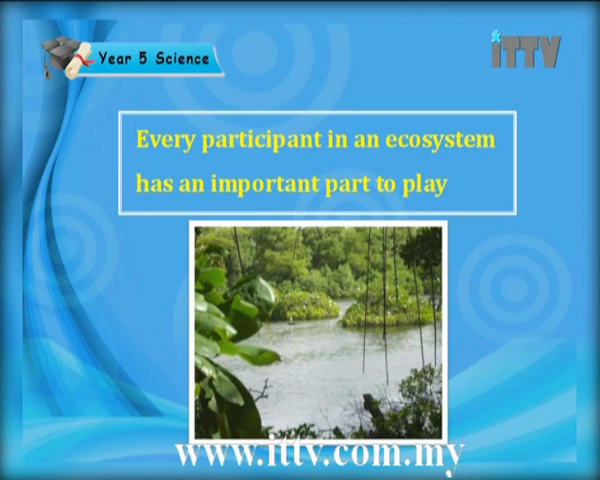 Year 5 Science
iTTV
Every participant in an ecosystem
has an important part to play
www.ittv.com.my